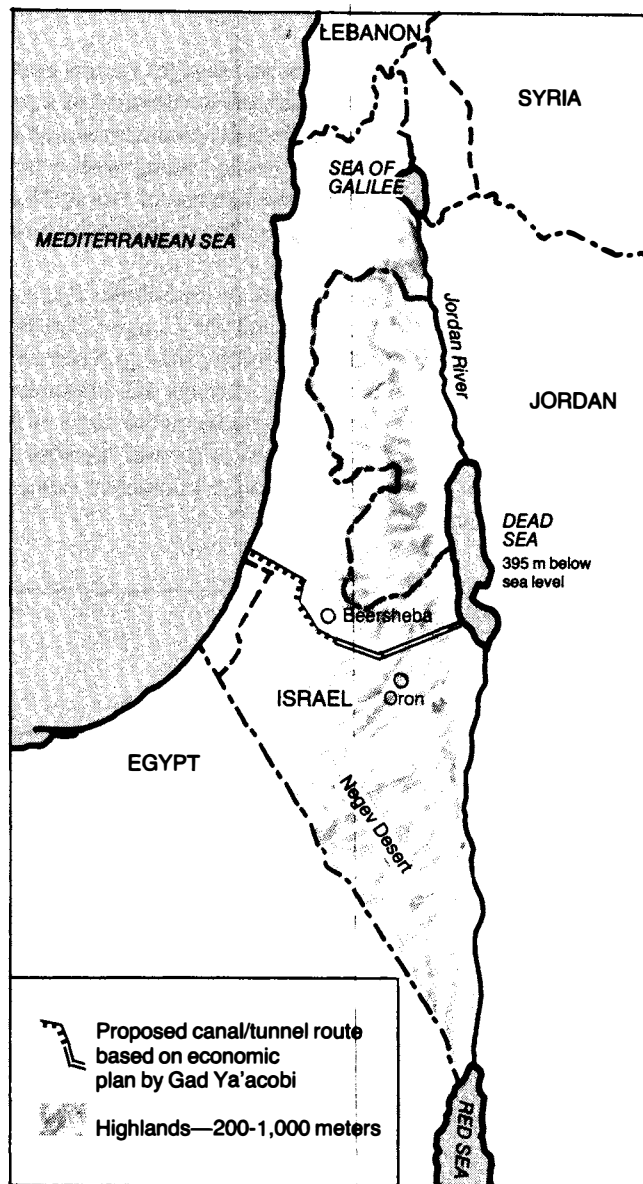 LEBANON
SYRIA
SEA OF
GALILEE
MEDITERRANEAN SEA
Jordan River
JORDAN
DEAD
SEA
395 m below
sea level
Beersheba
ISRAEL
Oron
EGYPT
Negev Desert
Proposed canal/tunnel route
based on economic
plan by Gad Ya'acobi
Highlands—200-1,000 meters
RED SEA